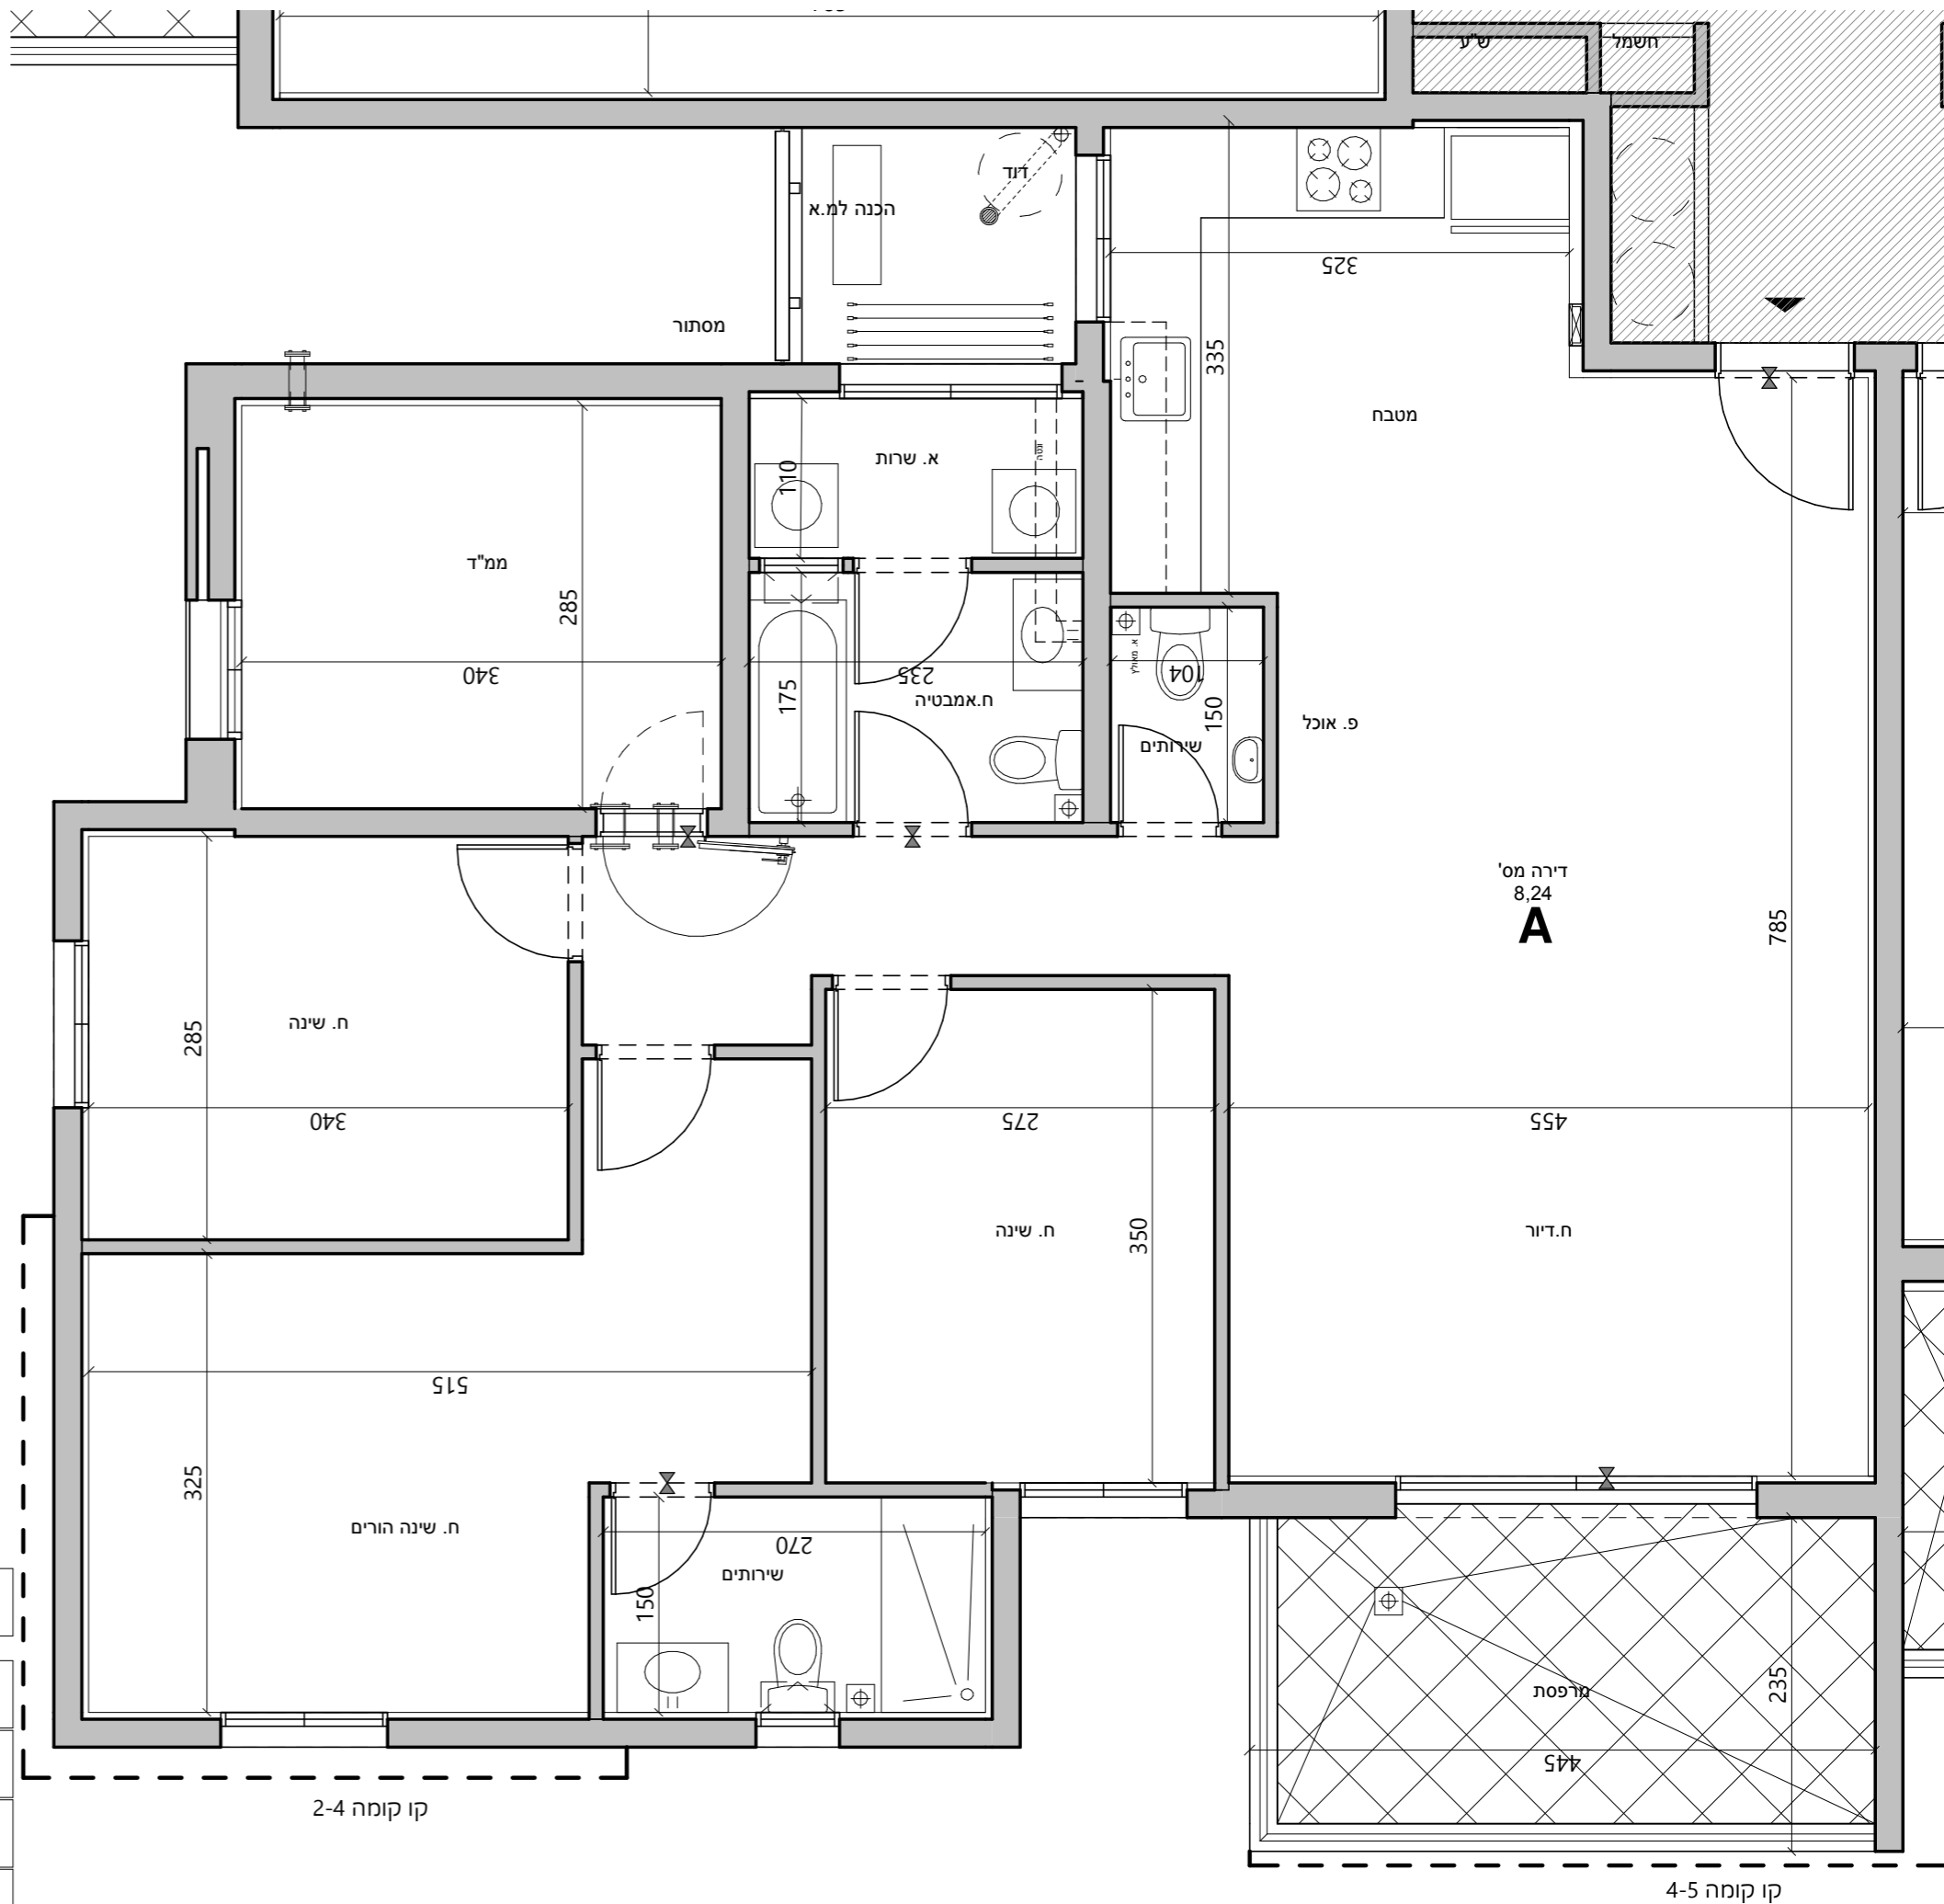 ש"ע
חשמל
דוד
הכנה למ.א
325
מסתור
335
מטבח
א. שרות
110
ממ"ד
285
340
175
235
ח.אמבטיה
104
150
שירותים
פ. אוכל
דירה מס'
8,24
A
785
ח. שינה
285
340
275
455
ח. שינה
350
ח.דיור
515
325
ח. שינה הורים
270
שירותים
150
מרפסת
235
445
קו קומה 2-4
קו קומה 4-5